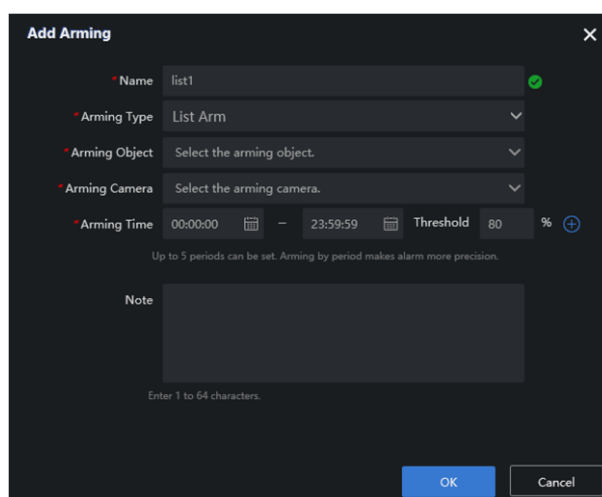 Add Arming
*Name list1
*Arming Type List Arm
*Arming Object Select the arming object.
*Arming Camera Select the arming camera.
*Arming Time 00:00:00 – 23:59:59 Threshold 80 %
Up to 5 periods can be set. Arming by period makes alarm more precision.
Note
Enter 1 to 64 characters.
OK Cancel